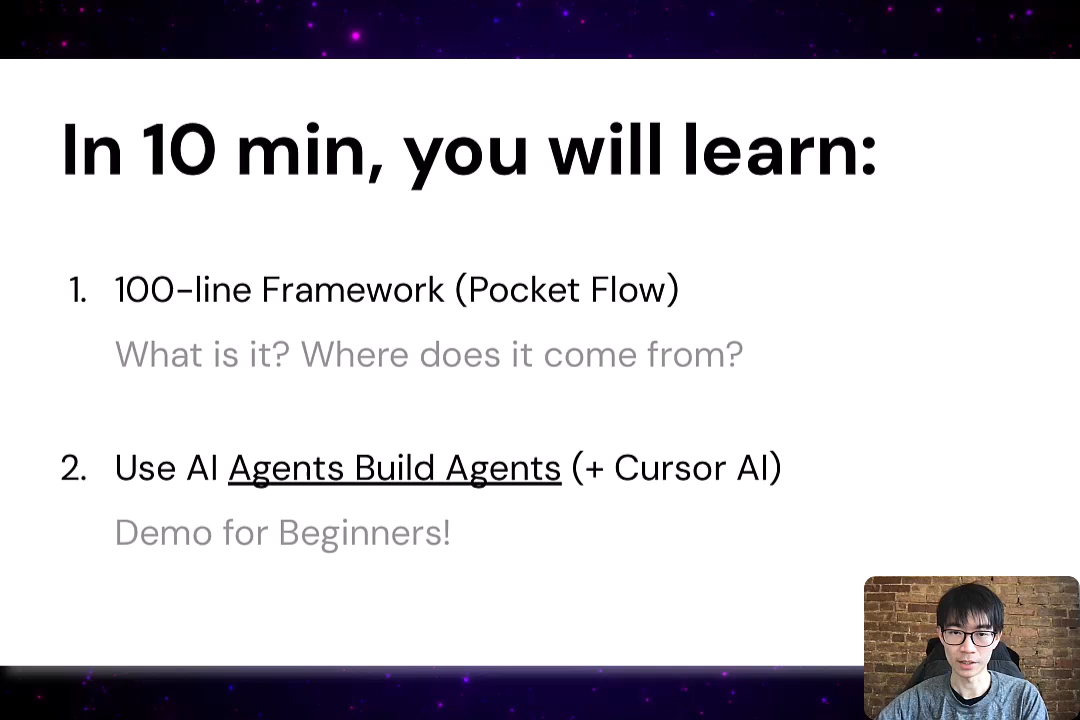 In 10 min, you will learn:
1. 100-line Framework (Pocket Flow)
What is it? Where does it come from?
2. Use AI Agents Build Agents (+ Cursor AI)
Demo for Beginners!